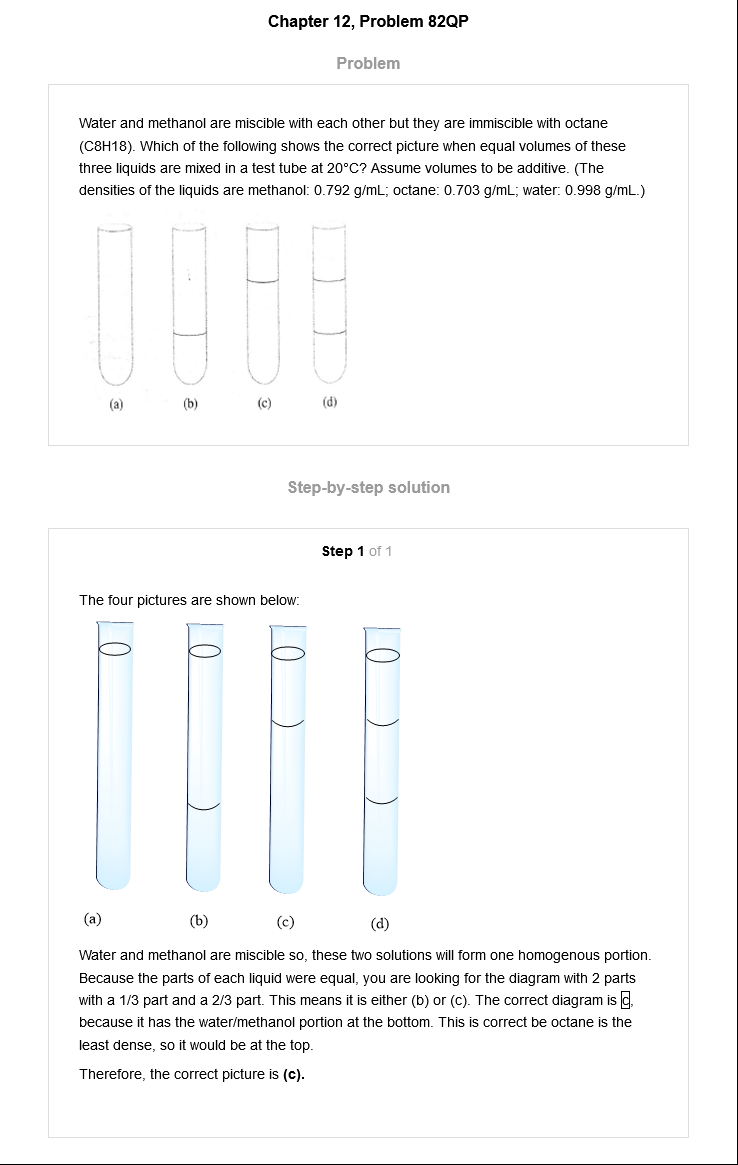 Chapter 12, Problem 82QP
Problem
Water and methanol are miscible with each other but they are immiscible with octane
(C8H18). Which of the following shows the correct picture when equal volumes of these
three liquids are mixed in a test tube at 20°C? Assume volumes to be additive. (The
densities of the liquids are methanol: 0.792 g/mL; octane: 0.703 g/mL; water: 0.998 g/mL.)
(a) (b) (c) (d)
Step-by-step solution
Step 1 of 1
The four pictures are shown below:
(a) (b) (c) (d)
Water and methanol are miscible so, these two solutions will form one homogenous portion.
Because the parts of each liquid were equal, you are looking for the diagram with 2 parts
with a 1/3 part and a 2/3 part. This means it is either (b) or (c). The correct diagram is c,
because it has the water/methanol portion at the bottom. This is correct be octane is the
least dense, so it would be at the top.
Therefore, the correct picture is (c).